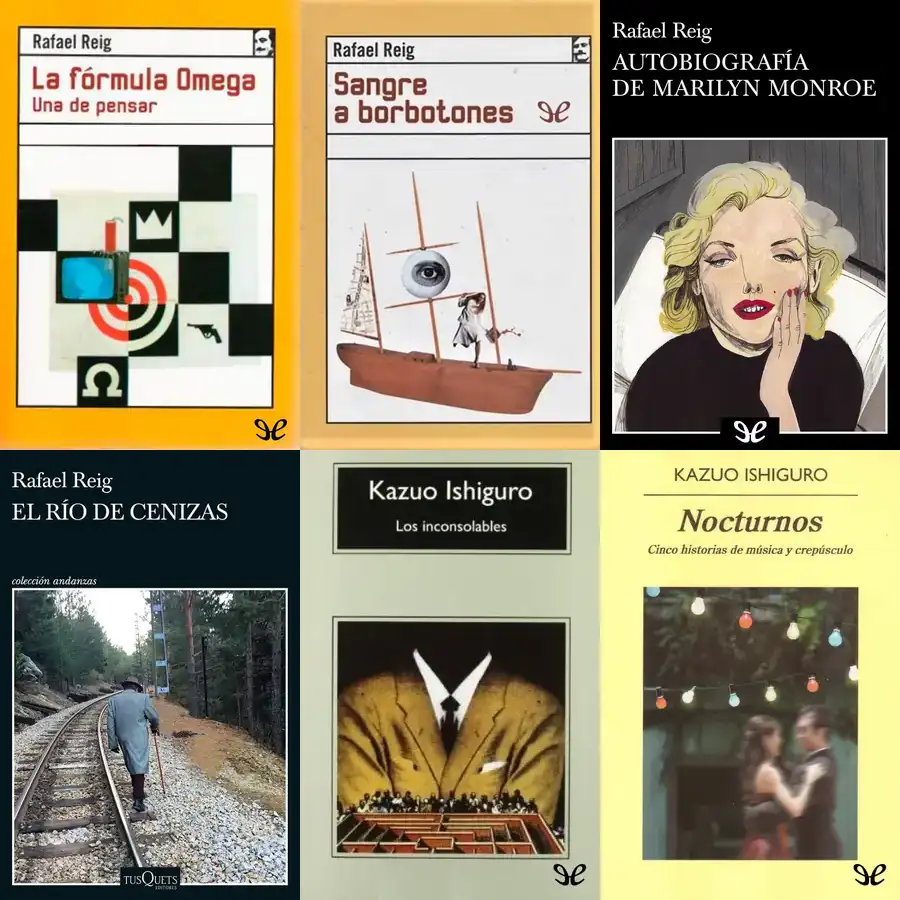 Rafael Reig
La fórmula Omega
Una de pensar
Ω
Rafael Reig
Sangre
a borbotones
Rafael Reig
AUTOBIOGRAFÍA
DE MARILYN MONROE
Rafael Reig
EL RÍO DE CENIZAS
colección andanzas
TUSQUETS
EDITORES
Kazuo Ishiguro
Los inconsolables
KAZUO ISHIGURO
Nocturnos
Cinco historias de música y crepúsculo